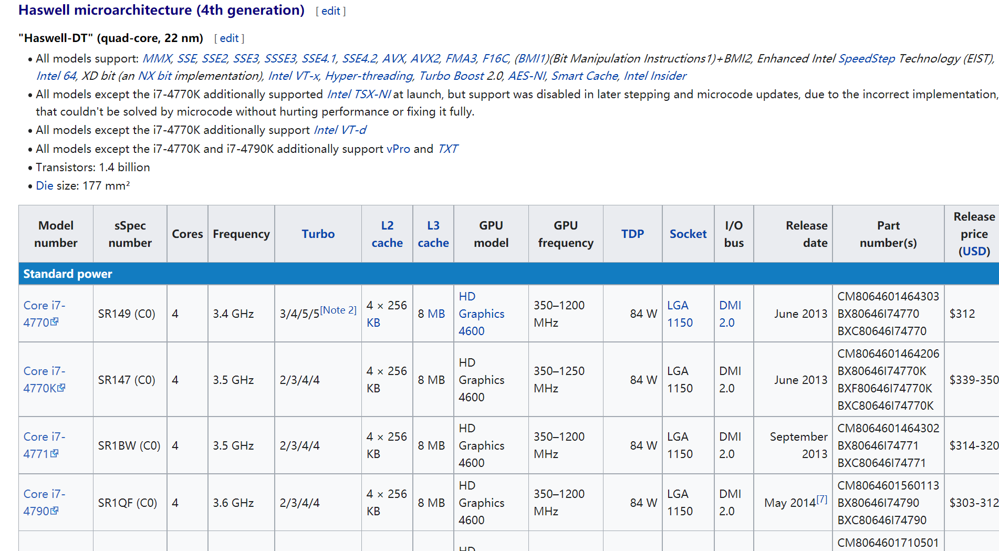 Haswell microarchitecture (4th generation) [ edit ]
"Haswell-DT" (quad-core, 22 nm) [ edit ]
• All models support: MMX, SSE, SSE2, SSE3, SSSE3, SSE4.1, SSE4.2, AVX, AVX2, FMA3, F16C, (BMI1)(Bit Manipulation Instructions1)+BMI2, Enhanced Intel SpeedStep Technology (EIST),
Intel 64, XD bit (an NX bit implementation), Intel VT-x, Hyper-threading, Turbo Boost 2.0, AES-NI, Smart Cache, Intel Insider
• All models except the i7-4770K additionally supported Intel TSX-NI at launch, but support was disabled in later stepping and microcode updates, due to the incorrect implementation,
that couldn't be solved by microcode without hurting performance or fixing it fully.
• All models except the i7-4770K additionally support Intel VT-d
• All models except the i7-4770K and i7-4790K additionally support vPro and TXT
• Transistors: 1.4 billion
• Die size: 177 mm²
Model number sSpec number Cores Frequency Turbo L2 cache L3 cache GPU model GPU frequency TDP Socket I/O bus Release date Part number(s) Release price (USD)
Standard power
Core i7-4770 SR149 (C0) 4 3.4 GHz 3/4/5/5[Note 2] 4 × 256 KB 8 MB HD Graphics 4600 350–1200 MHz 84 W LGA 1150 DMI 2.0 June 2013 CM8064601464303 BX80646I74770 BXC80646I74770 $312
Core i7-4770K SR147 (C0) 4 3.5 GHz 2/3/4/4 4 × 256 KB 8 MB HD Graphics 4600 350–1250 MHz 84 W LGA 1150 DMI 2.0 June 2013 CM8064601464206 BX80646I74770K BXF80646I74770K BXC80646I74770K $339-350
Core i7-4771 SR1BW (C0) 4 3.5 GHz 2/3/4/4 4 × 256 KB 8 MB HD Graphics 4600 350–1200 MHz 84 W LGA 1150 DMI 2.0 September 2013 CM8064601464302 BX80646I74771 BXC80646I74771 $314-320
Core i7-4790 SR1QF (C0) 4 3.6 GHz 2/3/4/4 4 × 256 KB 8 MB HD Graphics 4600 350–1200 MHz 84 W LGA 1150 DMI 2.0 May 2014[7] CM8064601560113 BX80646I74790 BXC80646I74790 $303-312
HD CM8064601710501